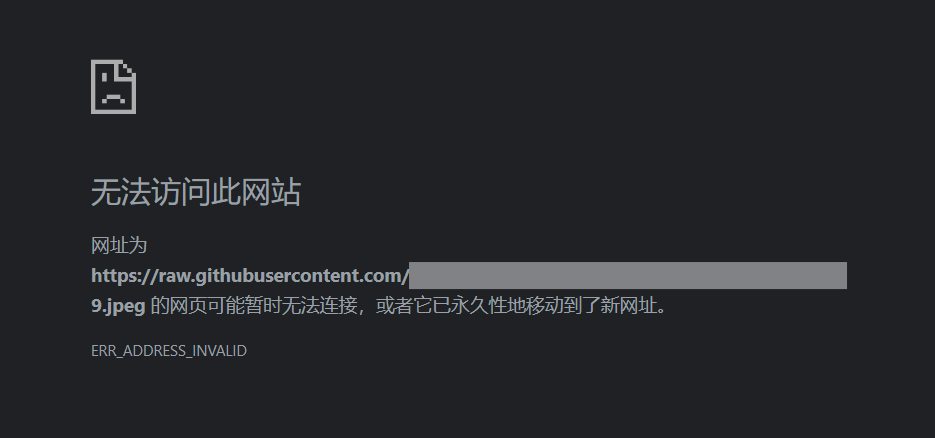 无法访问此网站
网址为
https://raw.githubusercontent.com/
9.jpeg 的网页可能暂时无法连接，或者它已永久性地移动到了新网址。
ERR_ADDRESS_INVALID